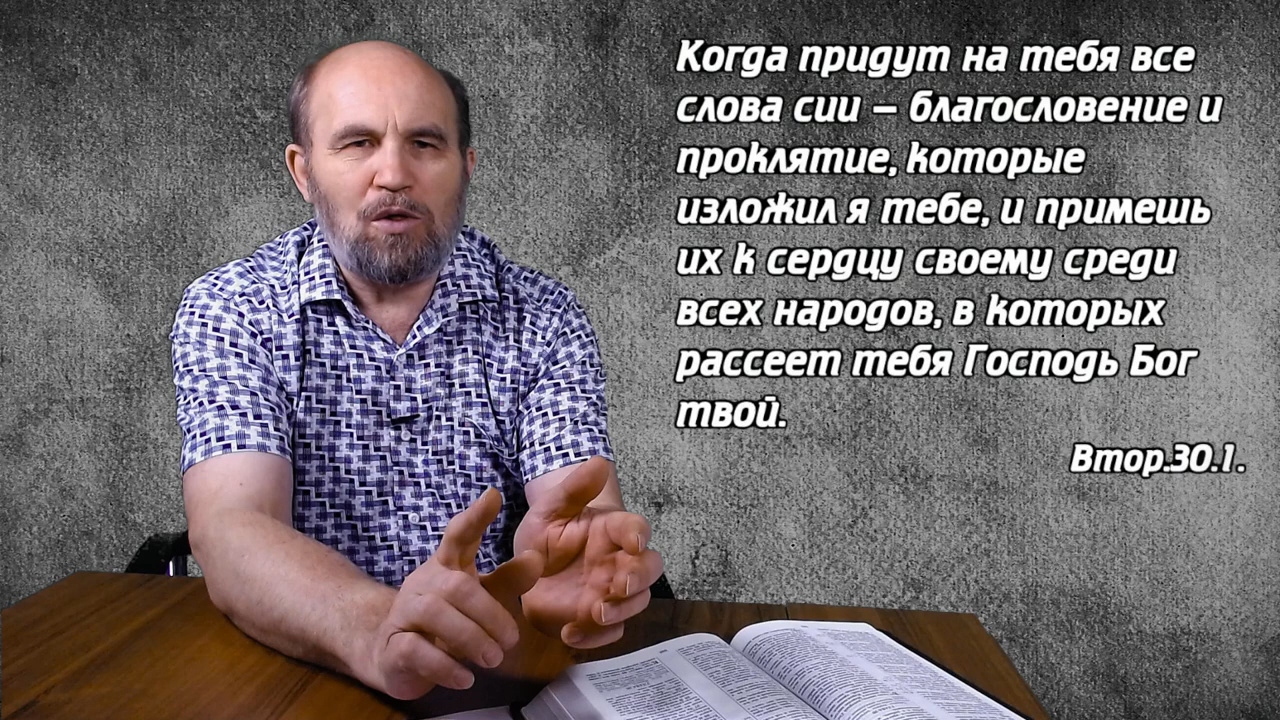 Когда придут на тебя все
слова сии – благословение и
проклятие, которые
изложил я тебе, и примешь
их к сердцу своему среди
всех народов, в которых
рассеет тебя Господь Бог
твой.
Втор.30.1.